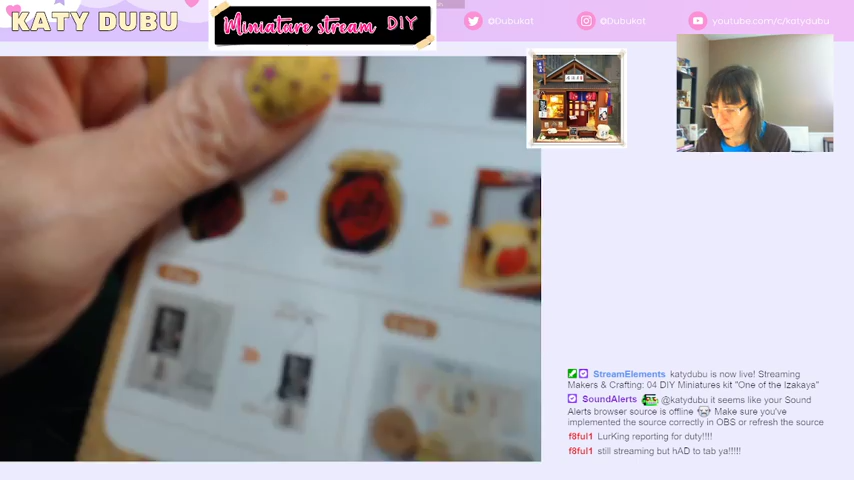 KATY DUBU
Miniature stream DIY
@Dubukat
@Dubukat
youtube.com/c/katydubu
StreamElements katydubu is now live! Streaming
Makers & Crafting: 04 DIY Miniatures kit "One of the Izakaya"
SoundAlerts @katydubu it seems like your Sound
Alerts browser source is offline Make sure you've
implemented the source correctly in OBS or refresh the source
f8ful1 LurKing reporting for duty!!!!
f8ful1 still streaming but hAD to tab ya!!!!!